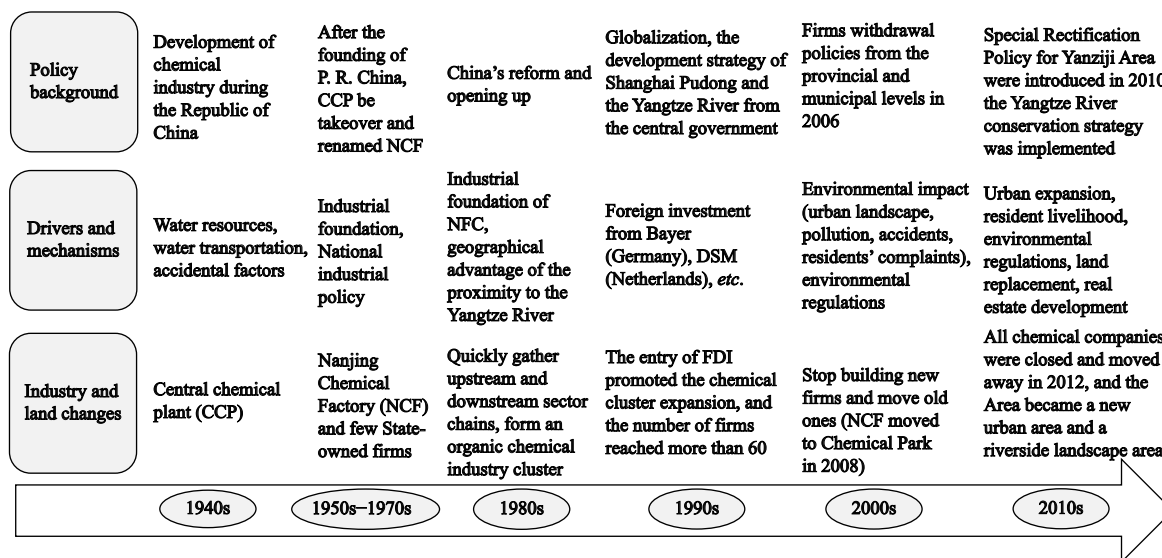 Policy
background
Development of
chemical
industry during
the Republic of
China
After the
founding of
P. R. China,
CCP be
takeover and
renamed NCF
China's reform and
opening up
Globalization, the
development strategy of
Shanghai Pudong and
the Yangtze River from
the central government
Firms withdrawal
policies from the
provincial and
municipal levels in
2006
Special Rectification
Policy for Yanziji Area
were introduced in 2010
the Yangtze River
conservation strategy
was implemented
Drivers and
mechanisms
Water resources,
water transportation,
accidental factors
Industrial
foundation,
National
industrial
policy
Industrial
foundation of
NFC,
geographical
advantage of the
proximity to the
Yangtze River
Foreign investment
from Bayer
(Germany), DSM
(Netherlands), etc.
Environmental impact
(urban landscape,
pollution, accidents,
residents' complaints),
environmental
regulations
Urban expansion,
resident livelihood,
environmental
regulations, land
replacement, real
estate development
Industry and
land changes
Central chemical
plant (CCP)
Nanjing
Chemical
Factory (NCF)
and few State-
owned firms
Quickly gather
upstream and
downstream sector
chains, form an
organic chemical
industry cluster
The entry of FDI
promoted the chemical
cluster expansion, and
the number of firms
reached more than 60
Stop building new
firms and move old
ones (NCF moved
to Chemical Park
in 2008)
All chemical companies
were closed and moved
away in 2012, and the
Area became a new
urban area and a
riverside landscape area
1940s
1950s–1970s
1980s
1990s
2000s
2010s